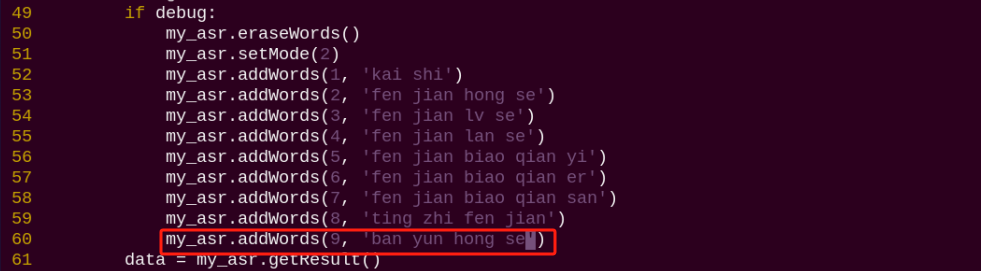 49         if debug:
50             my_asr.eraseWords()
51             my_asr.setMode(2)
52             my_asr.addWords(1, 'kai shi')
53             my_asr.addWords(2, 'fen jian hong se')
54             my_asr.addWords(3, 'fen jian lv se')
55             my_asr.addWords(4, 'fen jian lan se')
56             my_asr.addWords(5, 'fen jian biao qian yi')
57             my_asr.addWords(6, 'fen jian biao qian er')
58             my_asr.addWords(7, 'fen jian biao qian san')
59             my_asr.addWords(8, 'ting zhi fen jian')
60             my_asr.addWords(9, 'ban yun hong se')
61         data = my_asr.getResult()